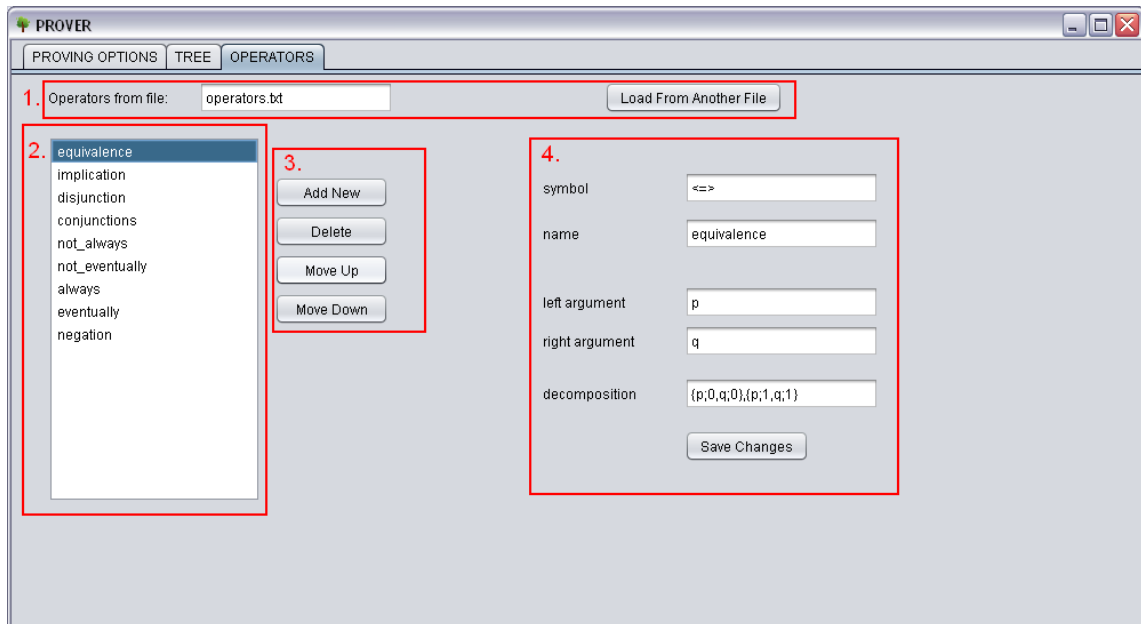 PROVER
PROVING OPTIONS TREE OPERATORS
1. Operators from file: operators.txt Load From Another File
2.
equivalence
implication
disjunction
conjunctions
not_always
not_eventually
always
eventually
negation
3.
Add New
Delete
Move Up
Move Down
4.
symbol <=>
name equivalence
left argument p
right argument q
decomposition {p;0,q;0},{p;1,q;1}
Save Changes